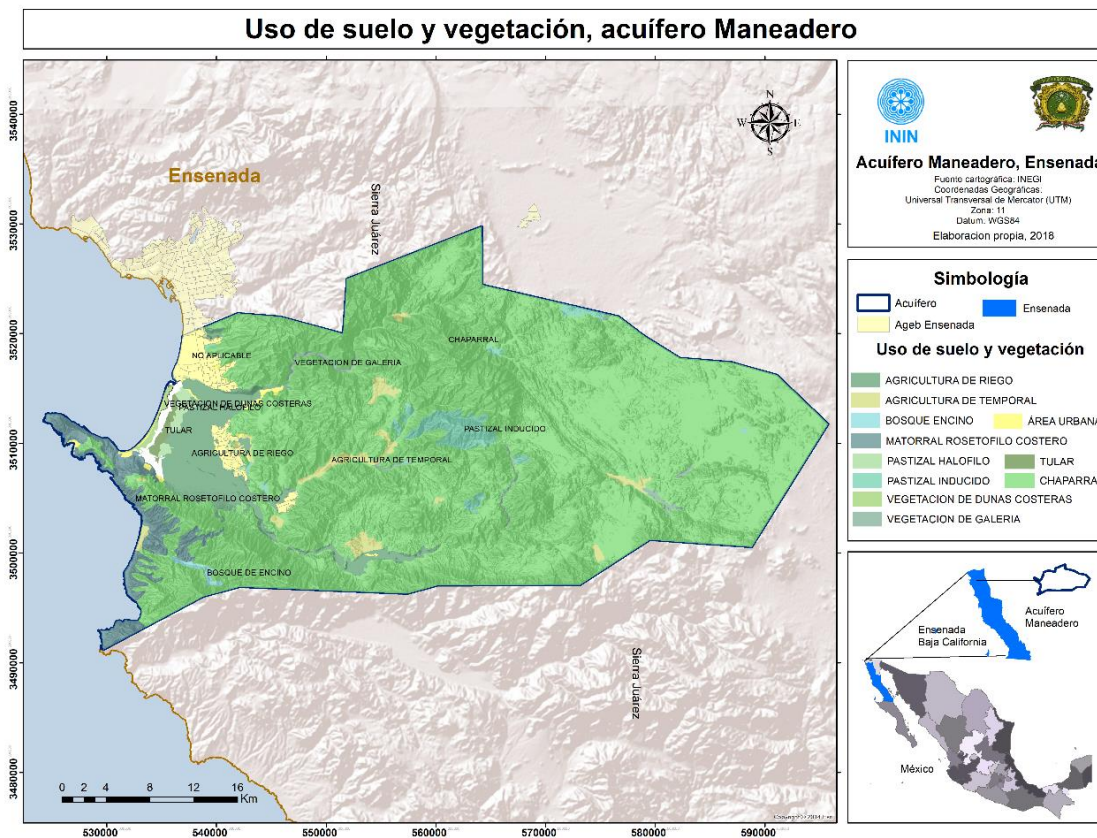 Uso de suelo y vegetación, acuífero Maneadero
ININ
Acuífero Maneadero, Ensenada
Fuente cartográfica: INEGI
Coordenadas Geográficas:
Universal Transversal de Mercator (UTM)
Zona: 11
Datum: WGS84
Elaboracion propia, 2018
Simbología
Acuífero
Ensenada
Ageb Ensenada
Uso de suelo y vegetación
AGRICULTURA DE RIEGO
AGRICULTURA DE TEMPORAL
BOSQUE ENCINO
ÁREA URBANA
MATORRAL ROSETOFILO COSTERO
PASTIZAL HALOFILO
TULAR
PASTIZAL INDUCIDO
CHAPARRAL
VEGETACION DE DUNAS COSTERAS
VEGETACION DE GALERIA
Acuífero
Maneadero
Ensenada
Baja California
México
N
W
E
S
Ensenada
Sierra Juárez
CHAPARRAL
NO APLICABLE
VEGETACION DE GALERIA
VEGETACION DE DUNAS COSTERAS
PASTIZAL HALOFILO
TULAR
PASTIZAL INDUCIDO
AGRICULTURA DE RIEGO
AGRICULTURA DE TEMPORAL
MATORRAL ROSETOFILO COSTERO
BOSQUE DE ENCINO
Sierra Juárez
0 2 4 8 12 16
Km
3540000
3530000
3520000
3510000
3500000
3490000
3480000
530000 540000 550000 560000 570000 580000 590000